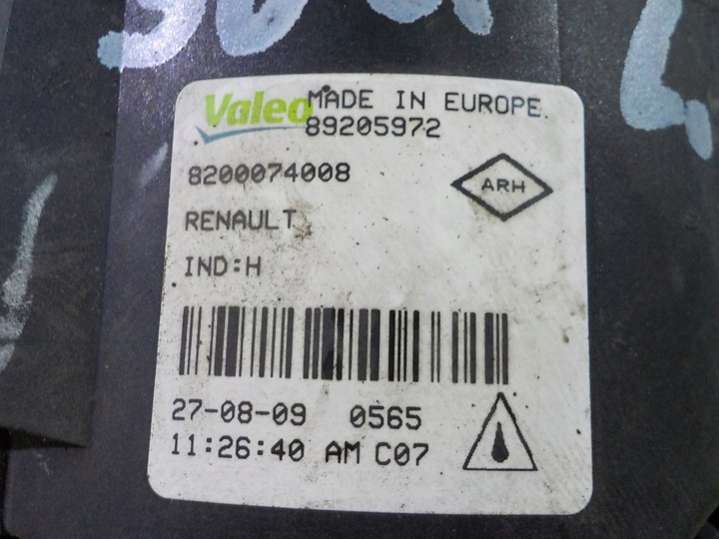 Valeo MADE IN EUROPE.
89205972
8200074008
ARH
RENAULT
IND:H
27-08-09 0565
11:26:40 AM C07